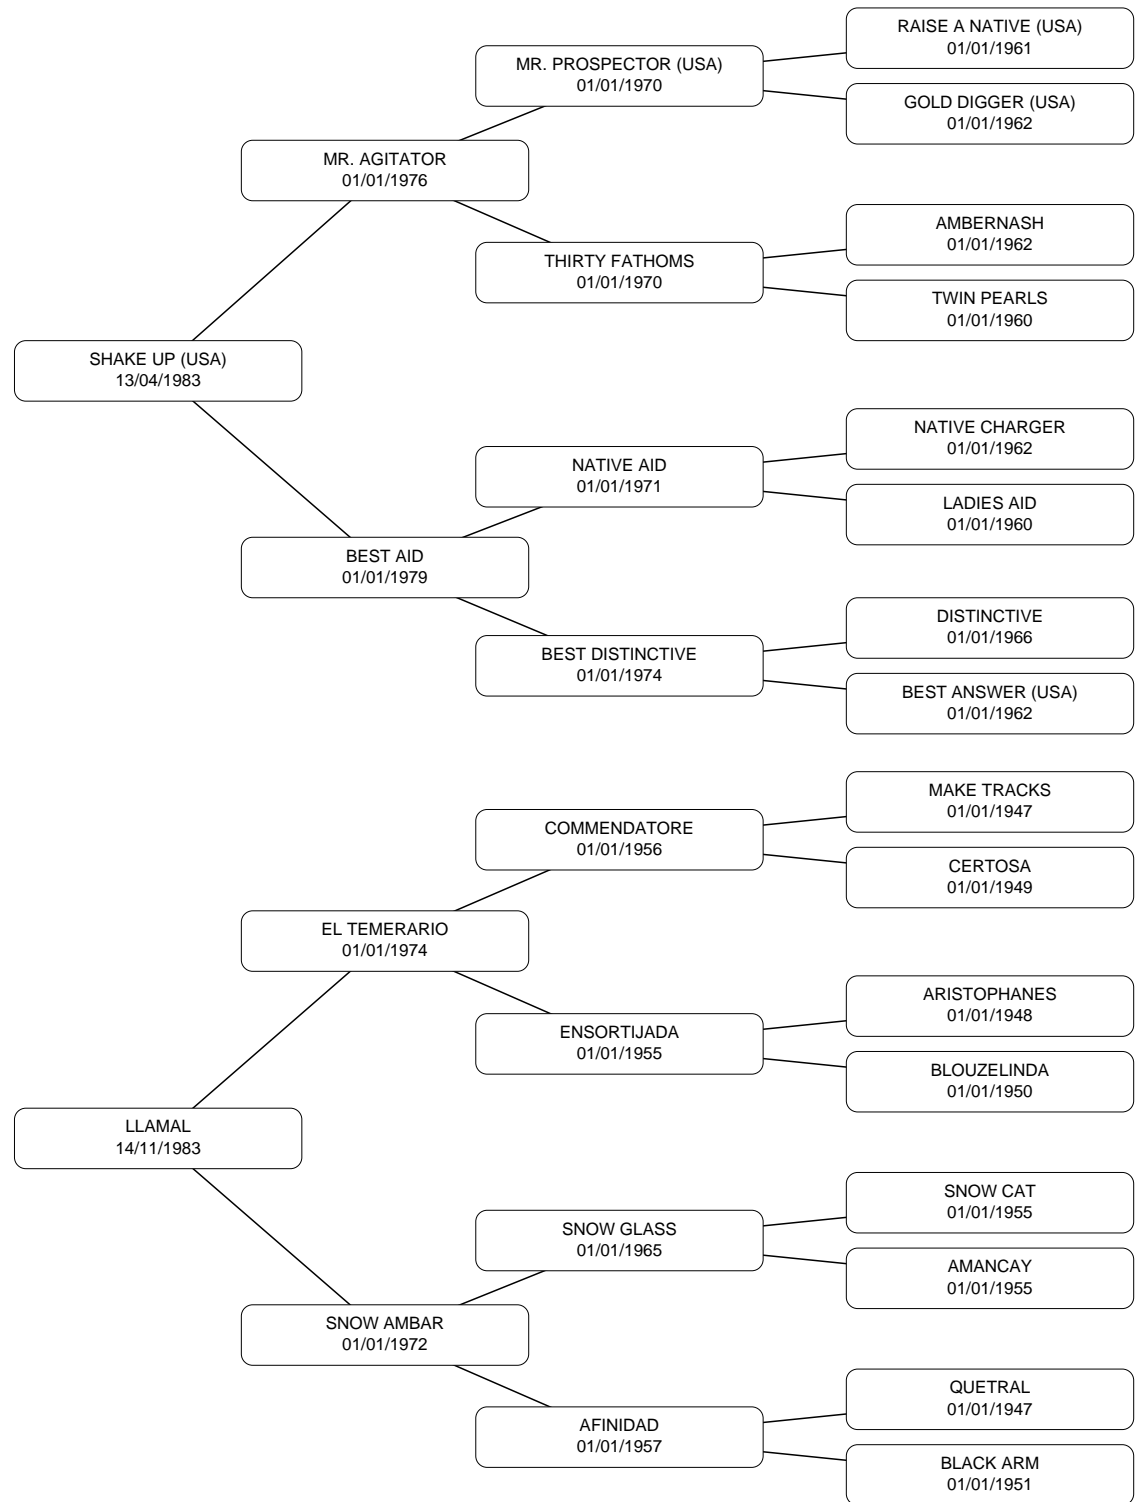 RAISE A NATIVE (USA)
01/01/1961
MR. PROSPECTOR (USA)
01/01/1970
GOLD DIGGER (USA)
01/01/1962
MR. AGITATOR
01/01/1976
AMBERNASH
01/01/1962
THIRTY FATHOMS
01/01/1970
TWIN PEARLS
01/01/1960
SHAKE UP (USA)
13/04/1983
NATIVE CHARGER
01/01/1962
NATIVE AID
01/01/1971
LADIES AID
01/01/1960
BEST AID
01/01/1979
DISTINCTIVE
01/01/1966
BEST DISTINCTIVE
01/01/1974
BEST ANSWER (USA)
01/01/1962
MAKE TRACKS
01/01/1947
COMMENDATORE
01/01/1956
CERTOSA
01/01/1949
EL TEMERARIO
01/01/1974
ARISTOPHANES
01/01/1948
ENSORTIJADA
01/01/1955
BLOUZELINDA
01/01/1950
LLAMAL
14/11/1983
SNOW CAT
01/01/1955
SNOW GLASS
01/01/1965
AMANCAY
01/01/1955
SNOW AMBAR
01/01/1972
QUETRAL
01/01/1947
AFINIDAD
01/01/1957
BLACK ARM
01/01/1951